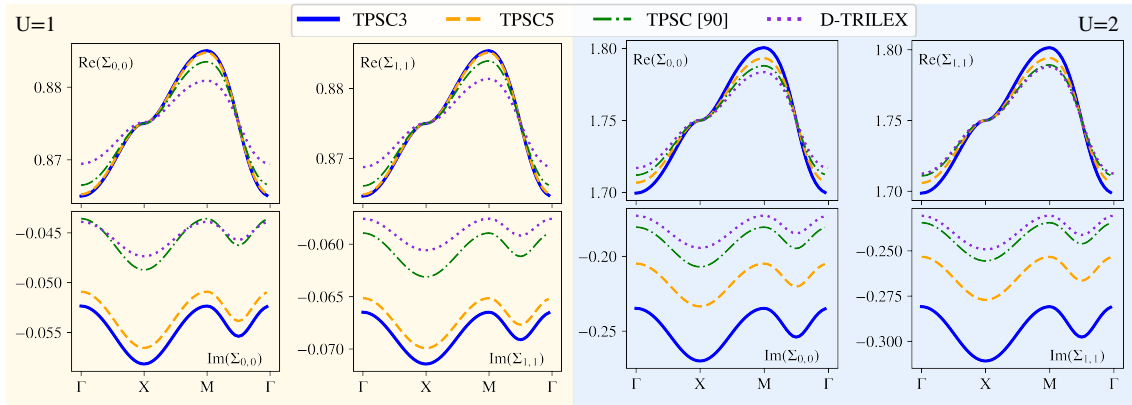 U=1
TPSC3
TPSC5
TPSC [90]
D-TRILEX
U=2
Re(Σ0,0)
0.88
0.87
Re(Σ1,1)
0.88
0.87
Re(Σ0,0)
1.80
1.75
1.70
Re(Σ1,1)
1.80
1.75
1.70
−0.045
−0.050
−0.055
Im(Σ0,0)
Γ X M Γ
−0.060
−0.065
−0.070
Im(Σ1,1)
Γ X M Γ
−0.20
−0.25
Im(Σ0,0)
Γ X M Γ
−0.250
−0.275
−0.300
Im(Σ1,1)
Γ X M Γ